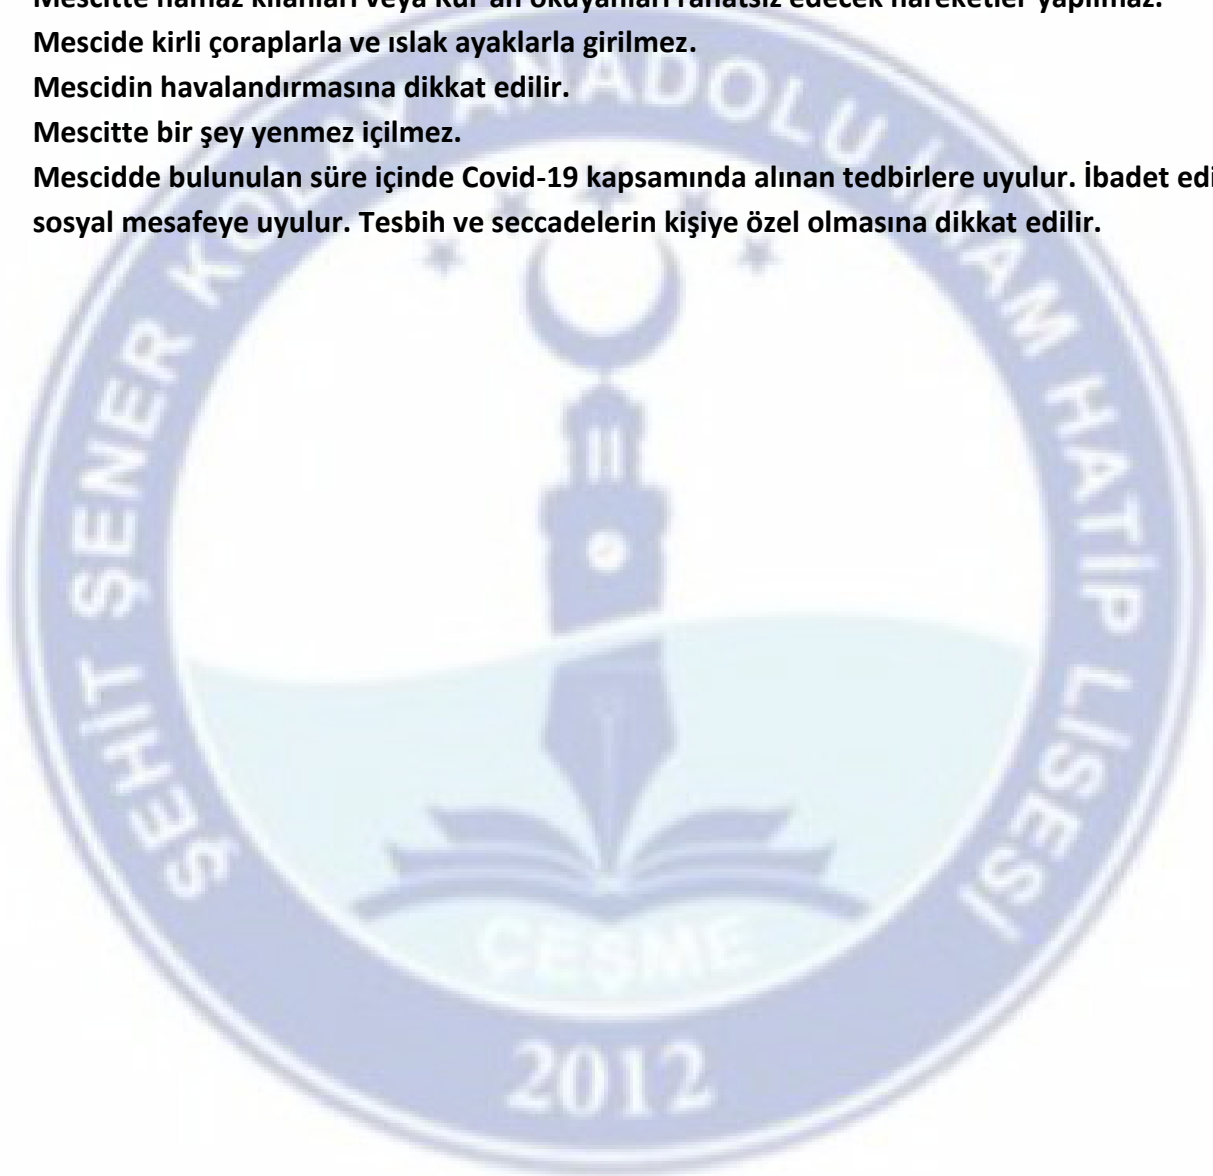 Mescitte namaz kılanları veya Kur'an okuyanları rahatsız edecek hareketler yapılmaz.
Mescide kirli çoraplarla ve ıslak ayaklarla girilmez.
Mescidin havalandırmasına dikkat edilir.
Mescitte bir şey yenmez içilmez.
Mescidde bulunulan süre içinde Covid-19 kapsamında alınan tedbirlere uyulur. İbadet edi
sosyal mesafeye uyulur. Tesbih ve seccadelerin kişiye özel olmasına dikkat edilir.
ŞEHİT ŞENER KOLAY ANADOLU İMAM HATİP LİSESİ
ÇEŞME
2012